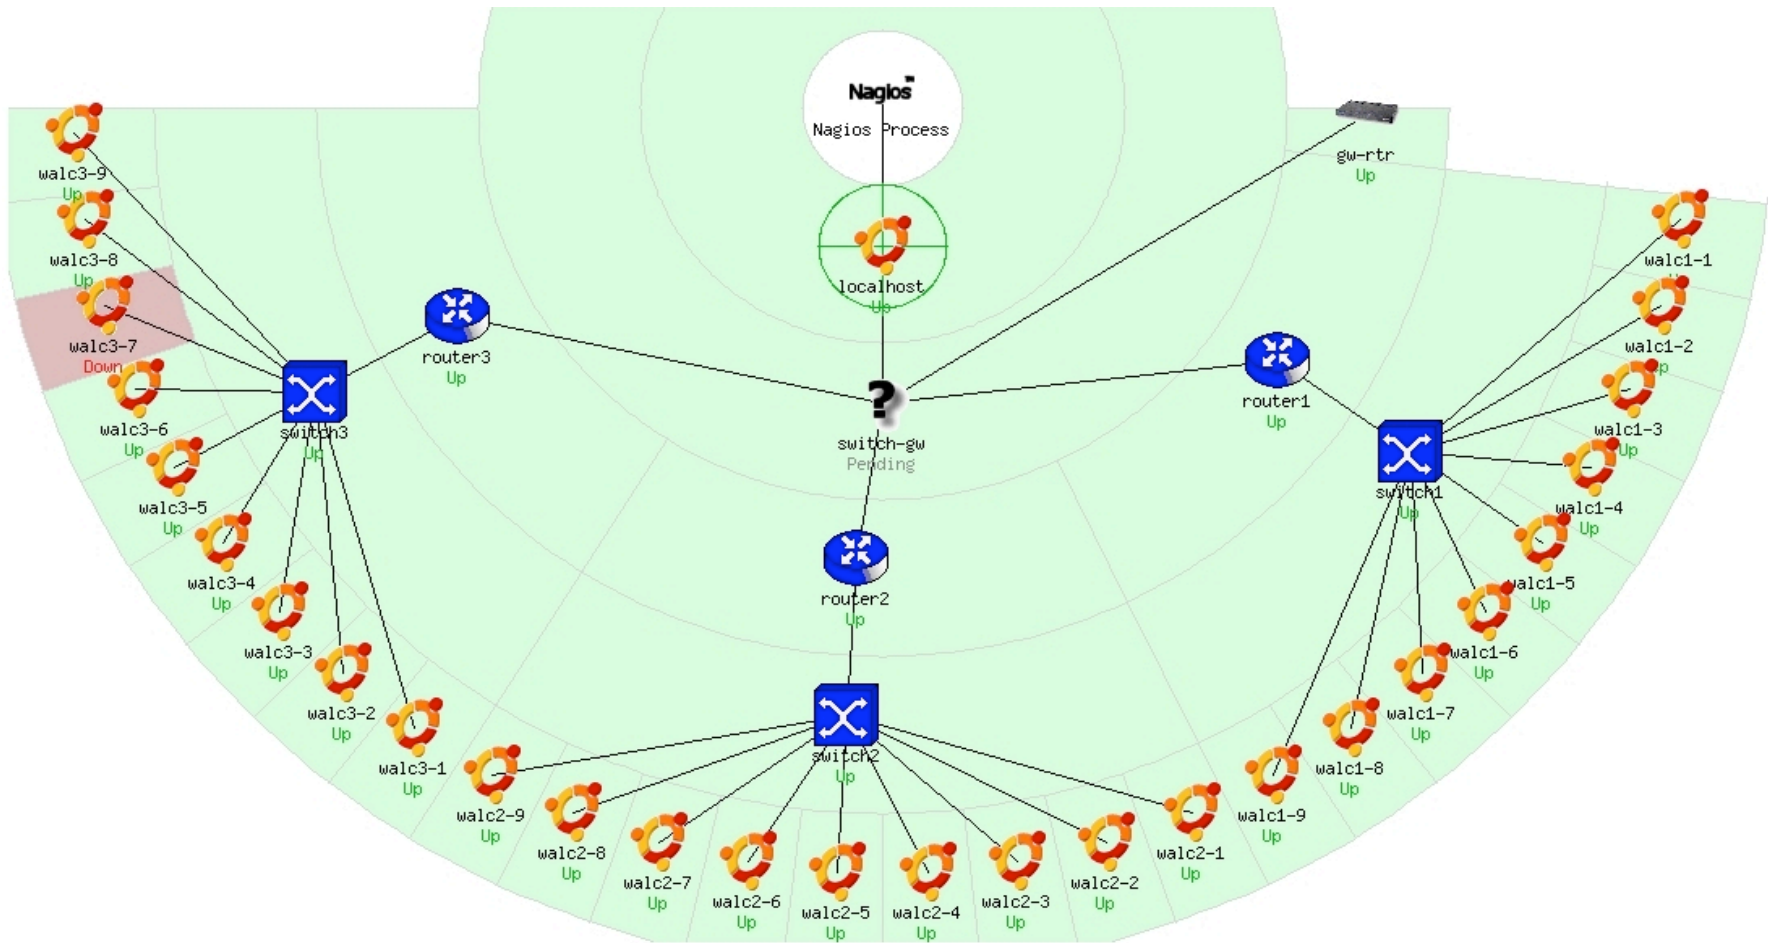 Nagios™
Nagios Process
gw-rtr
Up
walc3-9
Up
walc3-8
Up
walc3-7
Down
walc3-6
Up
walc3-5
Up
walc3-4
Up
walc3-3
Up
walc3-2
Up
walc3-1
Up
switch3
Up
router3
Up
localhost
Up
switch-gw
Pending
router2
Up
switch2
Up
router1
Up
switch1
Up
walc1-1
walc1-2
Up
walc1-3
Up
walc1-4
Up
walc1-5
Up
walc1-6
Up
walc1-7
Up
walc1-8
Up
walc1-9
Up
walc2-9
Up
walc2-8
Up
walc2-7
Up
walc2-6
Up
walc2-5
Up
walc2-4
Up
walc2-3
Up
walc2-2
Up
walc2-1
Up